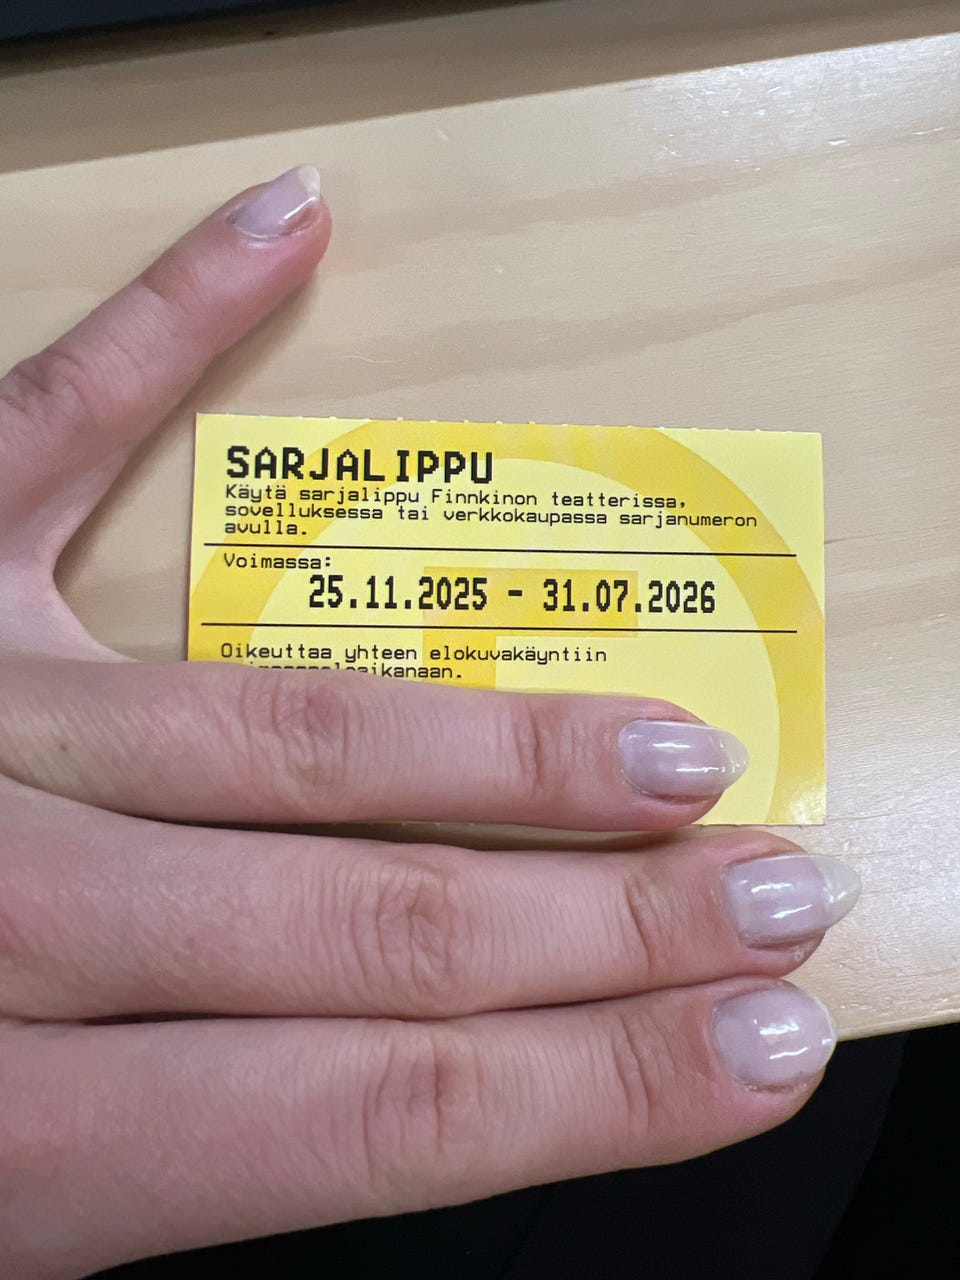 SARJALIPPU
Käytä sarjalippu Finnkinon teatterissa,
sovelluksessa tai verkkokaupassa sarjanumeron
avulla.
Voimassa:
25.11.2025 - 31.07.2026
Oikeuttaa yhteen elokuvakäyntiin